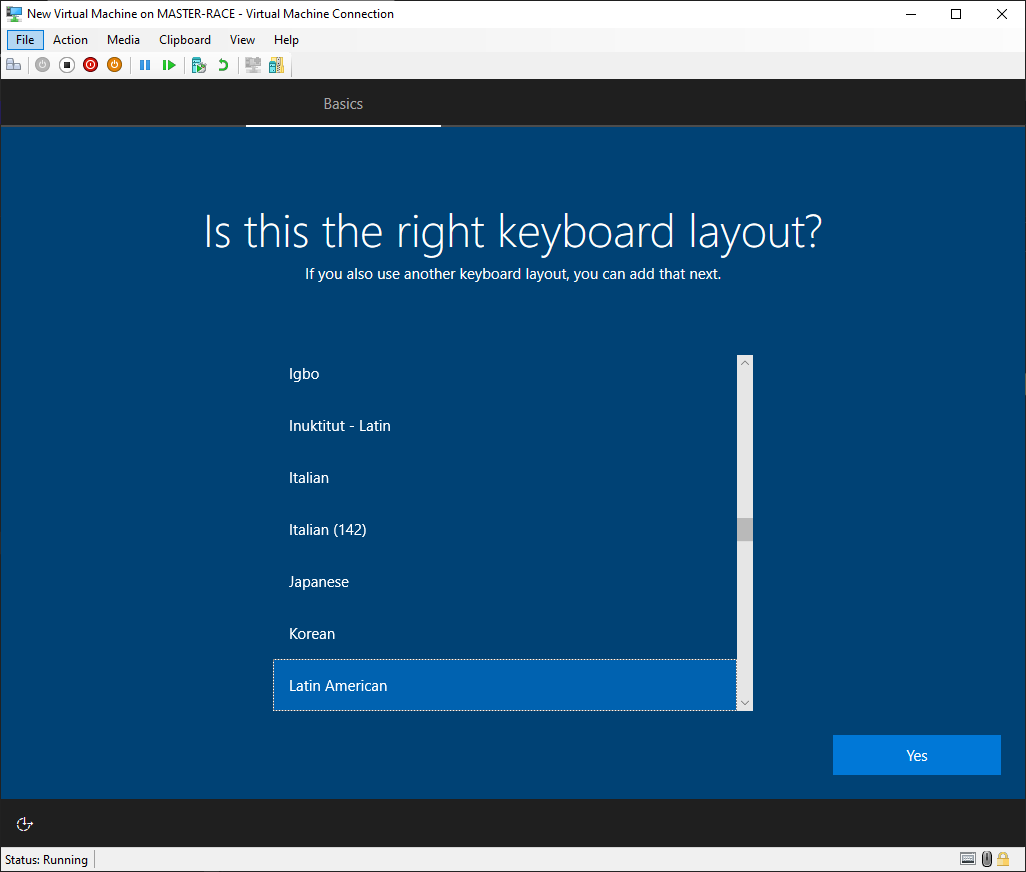 New Virtual Machine on MASTER-RACE - Virtual Machine Connection
File Action Media Clipboard View Help
Basics
Is this the right keyboard layout?
If you also use another keyboard layout, you can add that next.
Igbo
Inuktitut - Latin
Italian
Italian (142)
Japanese
Korean
Latin American
Yes
Status: Running